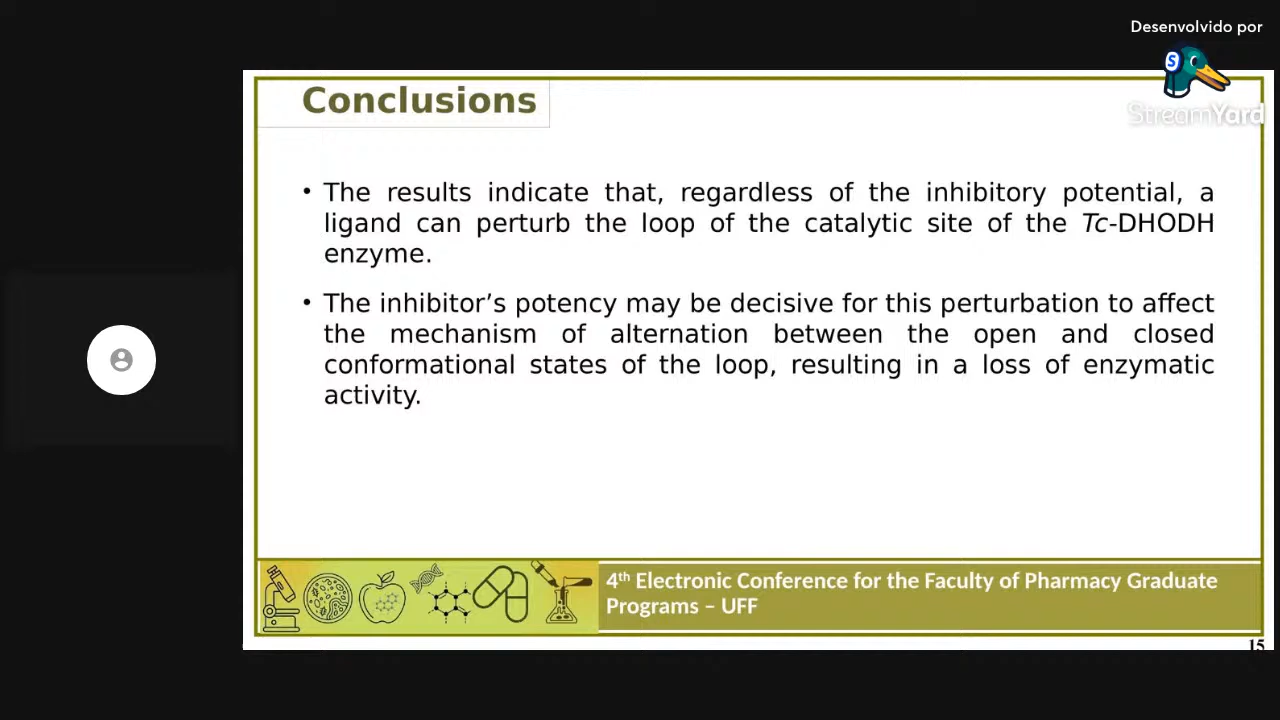 Desenvolvido por
StreamYard
Conclusions
• The results indicate that, regardless of the inhibitory potential, a
ligand can perturb the loop of the catalytic site of the Tc-DHODH
enzyme.
• The inhibitor’s potency may be decisive for this perturbation to affect
the mechanism of alternation between the open and closed
conformational states of the loop, resulting in a loss of enzymatic
activity.
4th Electronic Conference for the Faculty of Pharmacy Graduate
Programs – UFF
15